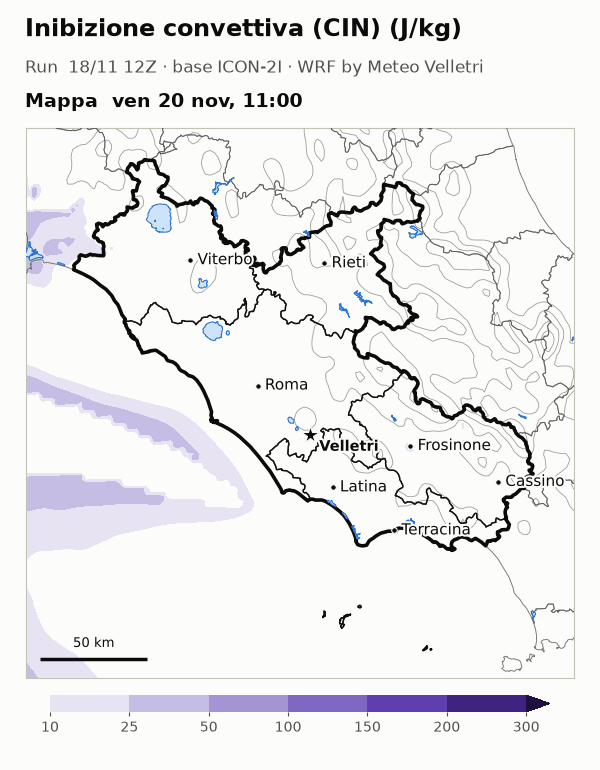 Inibizione convettiva (CIN) (J/kg)
Run  18/11 12Z · base ICON-2I · WRF by Meteo Velletri
Mappa  ven 20 nov, 11:00
Viterbo
Rieti
Roma
Velletri
Frosinone
Cassino
Latina
Terracina
50 km
10 25 50 100 150 200 300